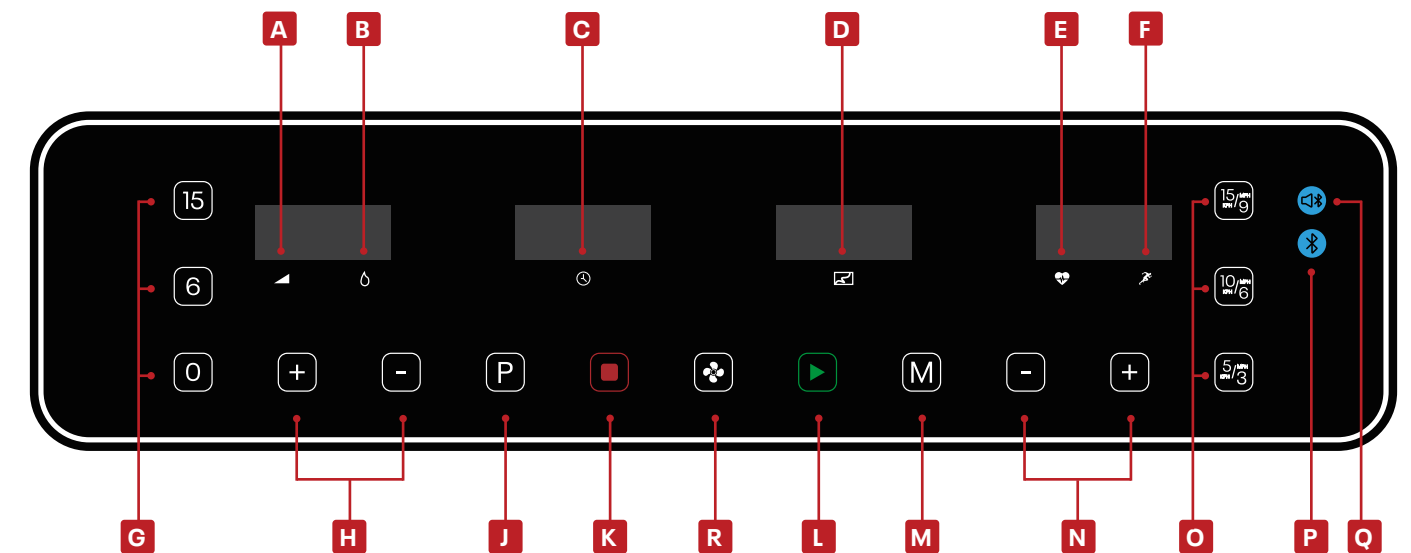 A B C D E F
15
15 KPH / MPH 9
6
10 KPH / MPH 6
0 + - P M - + 5 KPH / MPH 3
G H J K R L M N O P Q